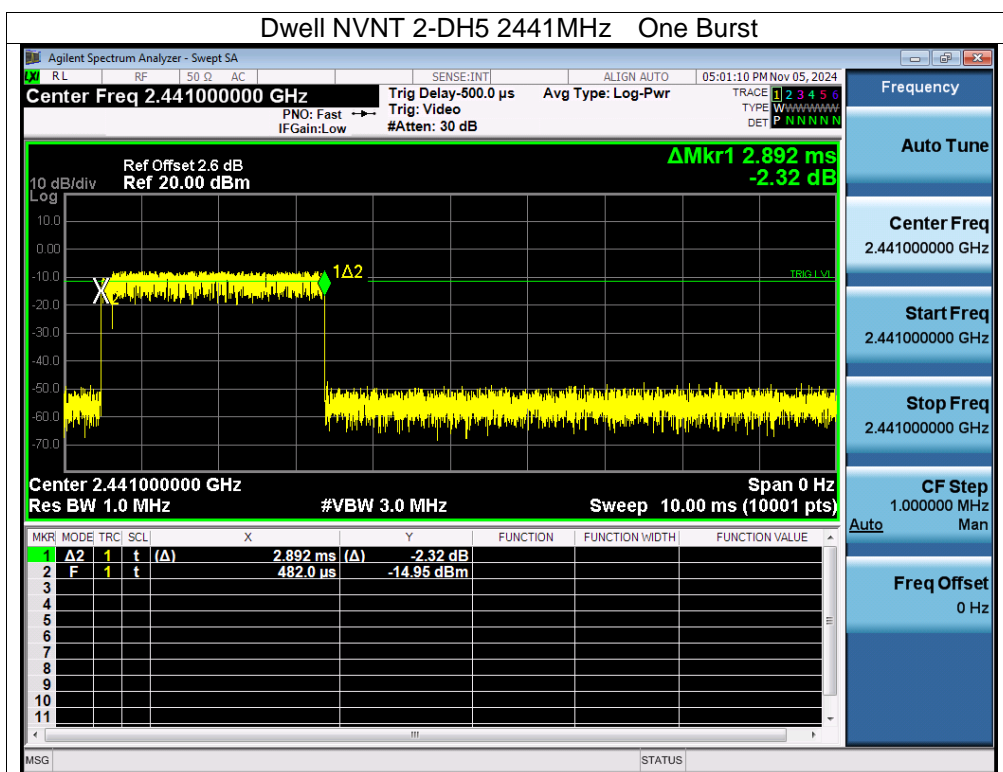 Dwell NVNT 2-DH5 2441MHz One Burst
Agilent Spectrum Analyzer - Swept SA
LXI RL RF 50 Ω AC SENSE:INT ALIGN AUTO 05:01:10 PM Nov 05, 2024
Center Freq 2.441000000 GHz Trig Delay-500.0 µs Avg Type: Log-Pwr TRACE 1 2 3 4 5 6
PNO: Fast Trig: Video TYPE WWWWWW
IFGain:Low #Atten: 30 dB DET P N N N N N
Frequency
ΔMkr1 2.892 ms
-2.32 dB
Ref Offset 2.6 dB
10 dB/div Ref 20.00 dBm
Log
10.0
0.00
-10.0
-20.0
-30.0
-40.0
-50.0
-60.0
-70.0
1Δ2
2
TRIG LVL
Center 2.441000000 GHz Span 0 Hz
Res BW 1.0 MHz #VBW 3.0 MHz Sweep 10.00 ms (10001 pts)
MKR MODE TRC SCL X Y FUNCTION FUNCTION WIDTH FUNCTION VALUE
1 Δ2 1 t (Δ) 2.892 ms (Δ) -2.32 dB
2 F 1 t 482.0 µs -14.95 dBm
3
4
5
6
7
8
9
10
11
MSG STATUS
Auto Tune
Center Freq
2.441000000 GHz
Start Freq
2.441000000 GHz
Stop Freq
2.441000000 GHz
CF Step
1.000000 MHz
Auto Man
Freq Offset
0 Hz